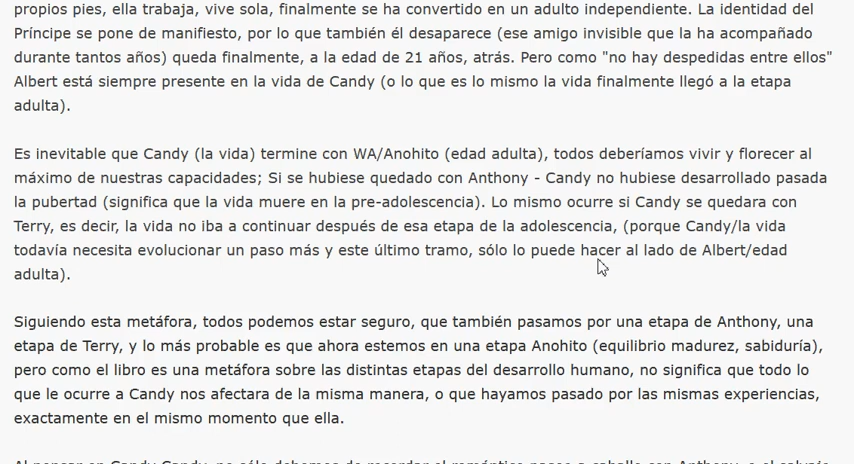 propios pies, ella trabaja, vive sola, finalmente se ha convertido en un adulto independiente. La identidad del
Príncipe se pone de manifiesto, por lo que también él desaparece (ese amigo invisible que la ha acompañado
durante tantos años) queda finalmente, a la edad de 21 años, atrás. Pero como "no hay despedidas entre ellos"
Albert está siempre presente en la vida de Candy (o lo que es lo mismo la vida finalmente llegó a la etapa
adulta).
Es inevitable que Candy (la vida) termine con WA/Anohito (edad adulta), todos deberíamos vivir y florecer al
máximo de nuestras capacidades; Si se hubiese quedado con Anthony - Candy no hubiese desarrollado pasada
la pubertad (significa que la vida muere en la pre-adolescencia). Lo mismo ocurre si Candy se quedara con
Terry, es decir, la vida no iba a continuar después de esa etapa de la adolescencia, (porque Candy/la vida
todavía necesita evolucionar un paso más y este último tramo, sólo lo puede hacer al lado de Albert/edad
adulta).
Siguiendo esta metáfora, todos podemos estar seguro, que también pasamos por una etapa de Anthony, una
etapa de Terry, y lo más probable es que ahora estemos en una etapa Anohito (equilibrio madurez, sabiduría),
pero como el libro es una metáfora sobre las distintas etapas del desarrollo humano, no significa que todo lo
que le ocurre a Candy nos afectara de la misma manera, o que hayamos pasado por las mismas experiencias,
exactamente en el mismo momento que ella.